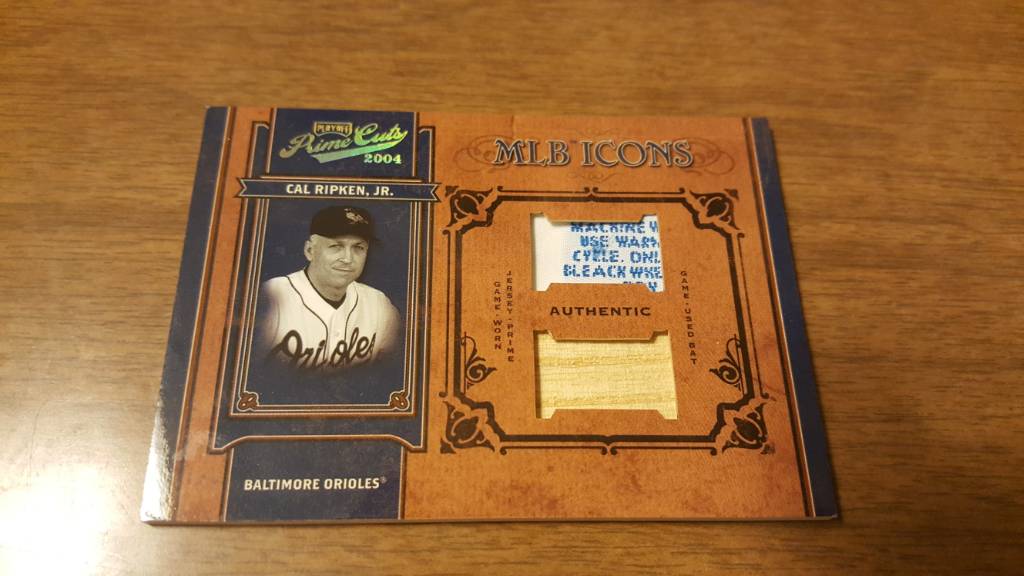 PLAYOFF
Prime Cuts
2004
CAL RIPKEN, JR.
Orioles
BALTIMORE ORIOLES®
MLB ICONS
GAME-WORN
JERSEY-PRIME
MACHINE W
USE WARM
CYCLE. ONL
BLEACH WHE
AUTHENTIC
GAME-USED BAT